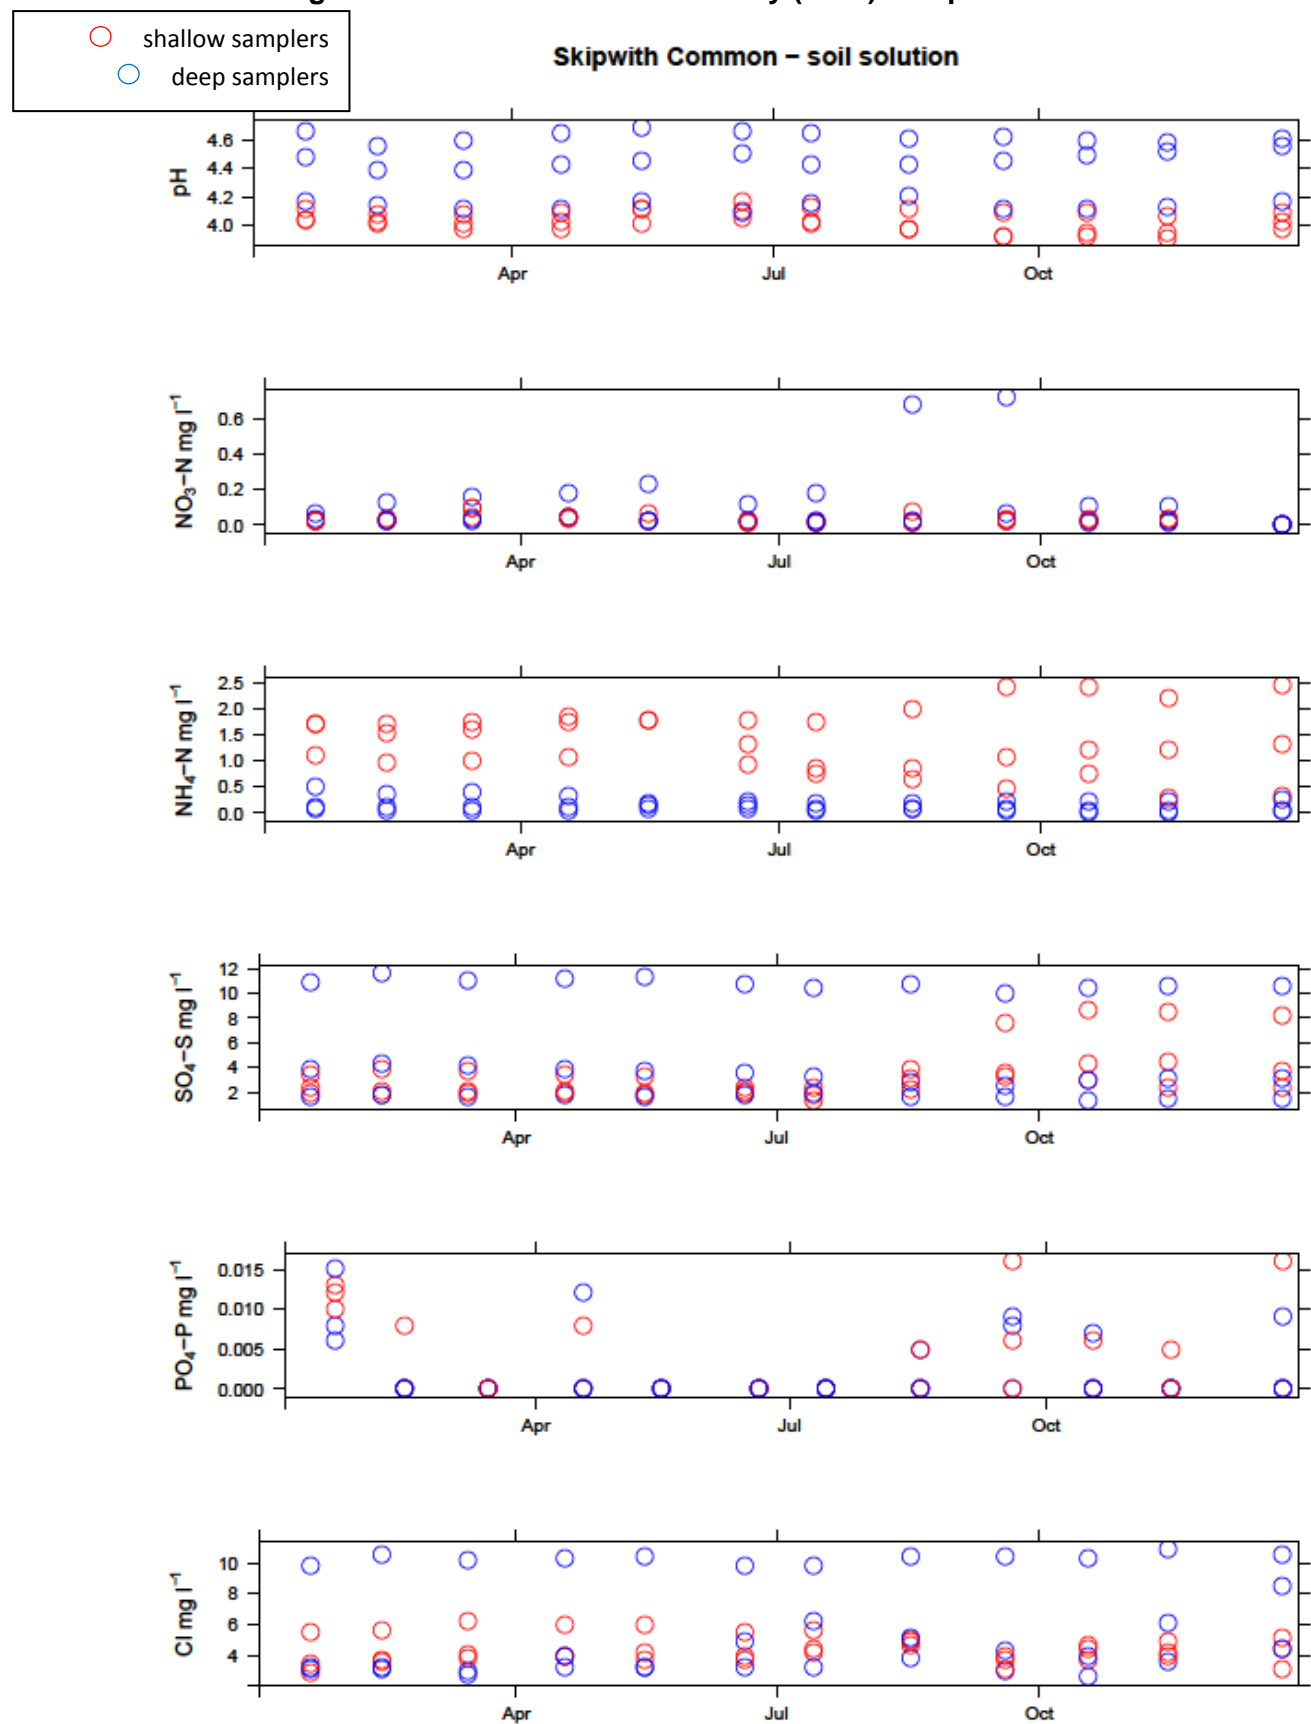 shallow samplers
deep samplers
Skipwith Common – soil solution
pH
4.6
4.4
4.2
4.0
Apr Jul Oct
NO₃–N mg l⁻¹
0.6
0.4
0.2
0.0
Apr Jul Oct
NH₄–N mg l⁻¹
2.5
2.0
1.5
1.0
0.5
0.0
Apr Jul Oct
SO₄–S mg l⁻¹
12
10
8
6
4
2
Apr Jul Oct
PO₄–P mg l⁻¹
0.015
0.010
0.005
0.000
Apr Jul Oct
Cl mg l⁻¹
10
8
6
4
Apr Jul Oct